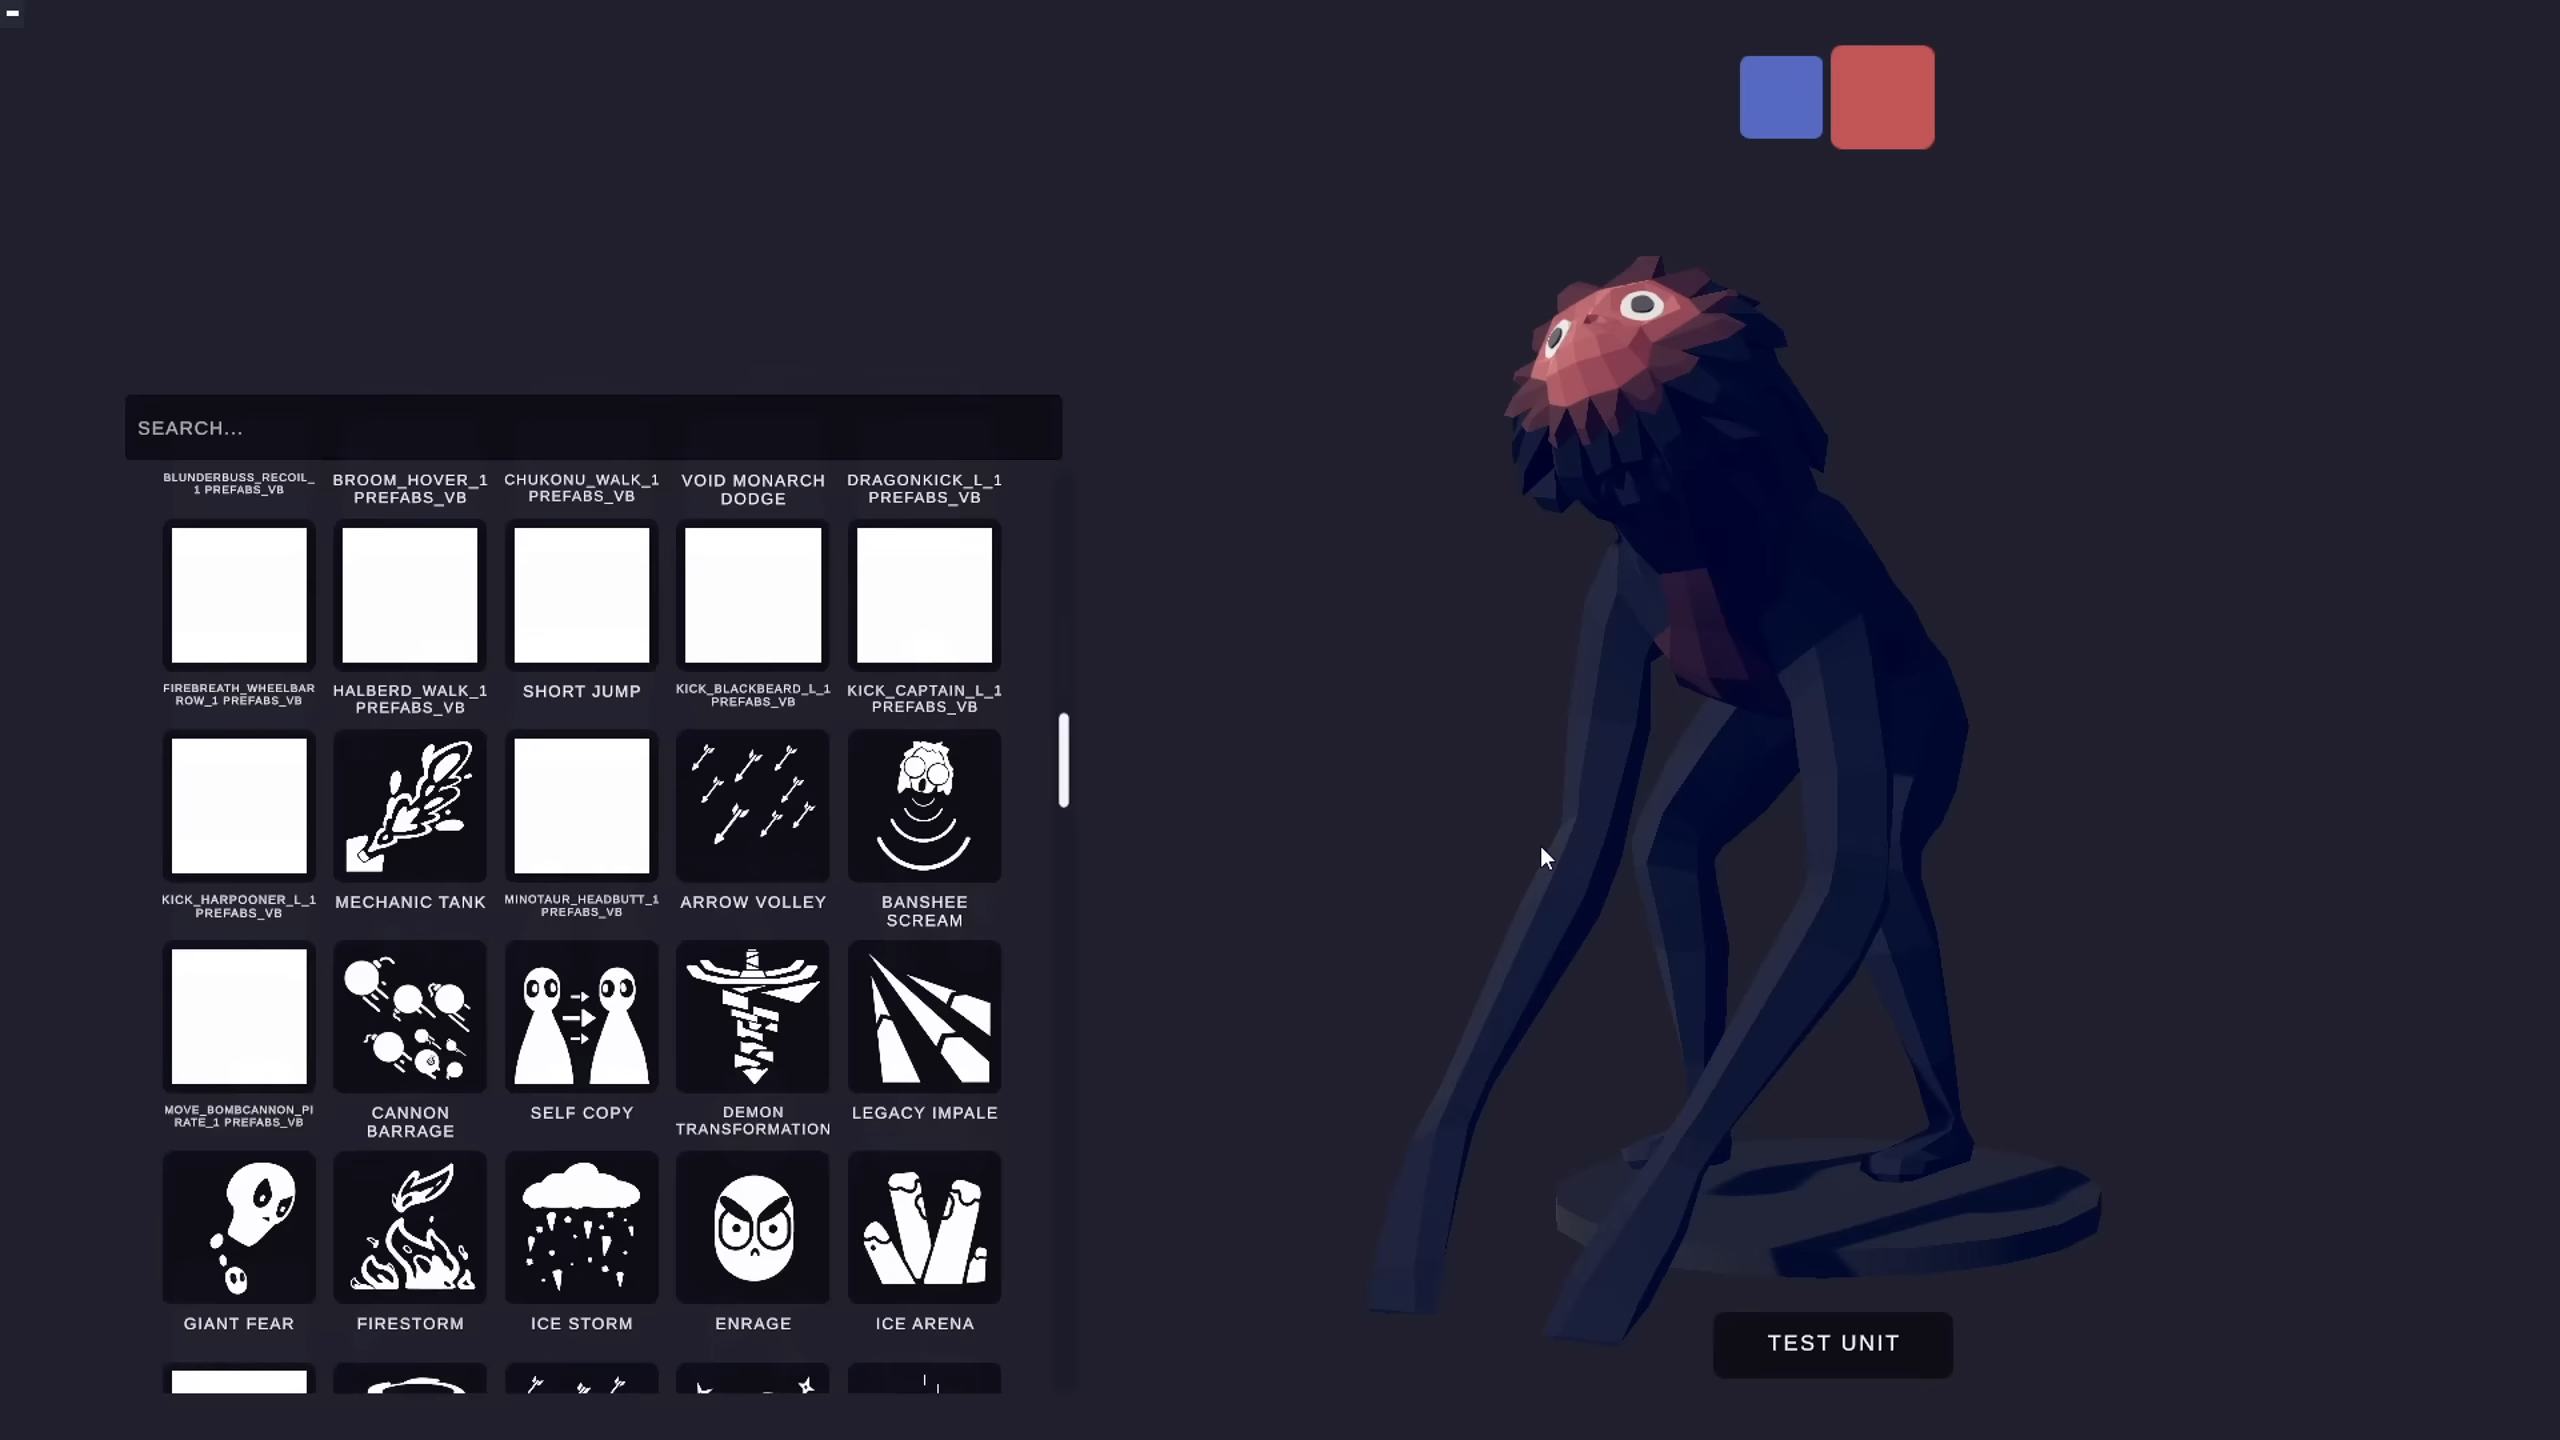 SEARCH...
BLUNDERBUSS_RECOIL_
1 PREFABS_VB
BROOM_HOVER_1
PREFABS_VB
CHUKONU_WALK_1
PREFABS_VB
VOID MONARCH
DODGE
DRAGONKICK_L_1
PREFABS_VB
FIREBREATH_WHEELBAR
ROW_1 PREFABS_VB
HALBERD_WALK_1
PREFABS_VB
SHORT JUMP
KICK_BLACKBEARD_L_1
PREFABS_VB
KICK_CAPTAIN_L_1
PREFABS_VB
KICK_HARPOONER_L_1
PREFABS_VB
MECHANIC TANK
MINOTAUR_HEADBUTT_1
PREFABS_VB
ARROW VOLLEY
BANSHEE
SCREAM
MOVE_BOMBCANNON_PI
RATE_1 PREFABS_VB
CANNON
BARRAGE
SELF COPY
DEMON
TRANSFORMATION
LEGACY IMPALE
GIANT FEAR
FIRESTORM
ICE STORM
ENRAGE
ICE ARENA
TEST UNIT